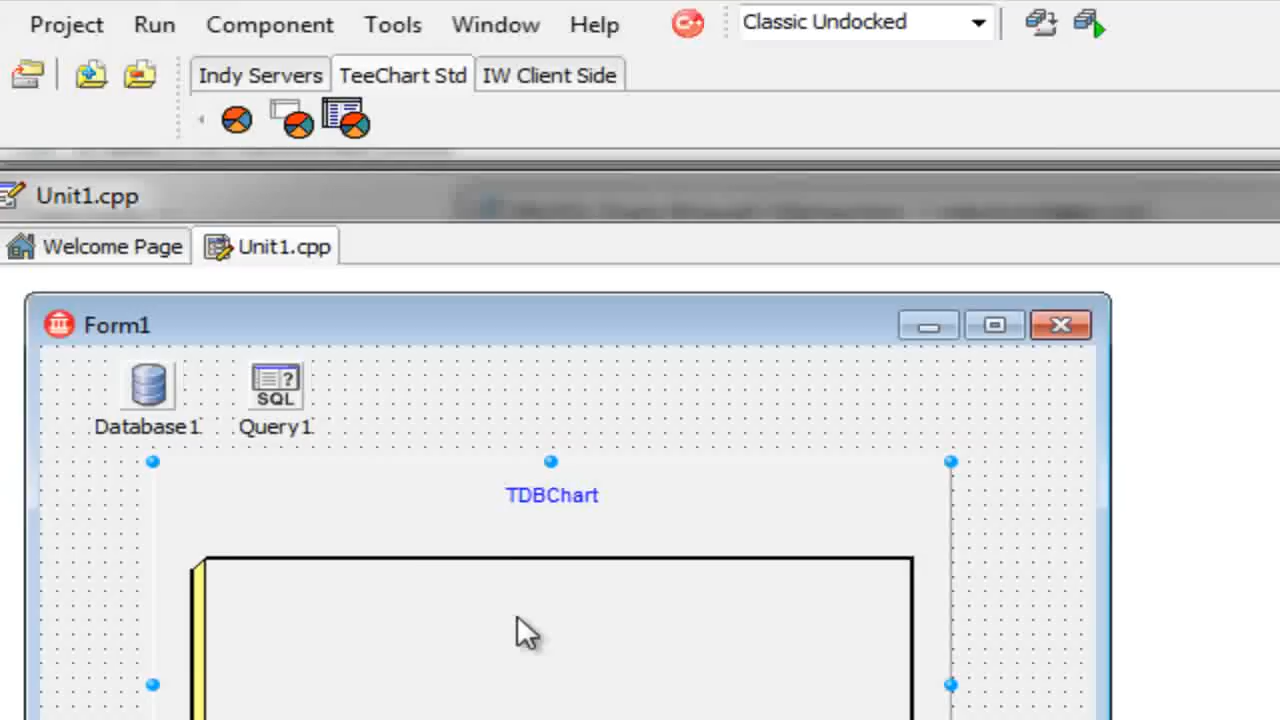 Project Run Component Tools Window Help Classic Undocked
Indy Servers TeeChart Std IW Client Side
Unit1.cpp
Welcome Page Unit1.cpp
Form1
?
SQL
Database1 Query1
TDBChart